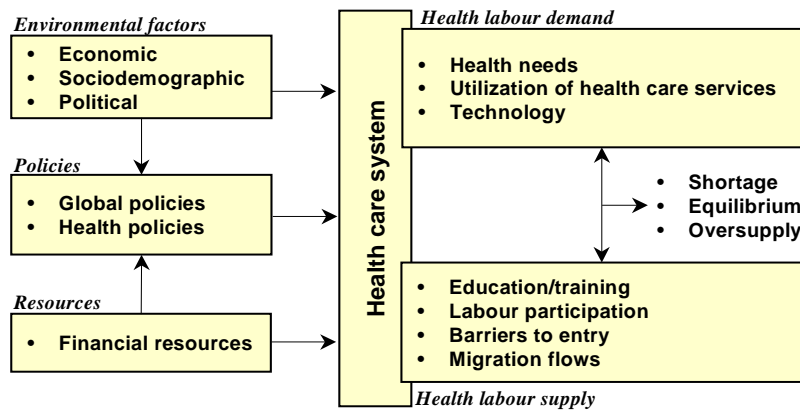 Environmental factors
• Economic
• Sociodemographic
• Political
Policies
• Global policies
• Health policies
Resources
• Financial resources
Health care system
Health labour demand
• Health needs
• Utilization of health care services
• Technology
• Shortage
• Equilibrium
• Oversupply
• Education/training
• Labour participation
• Barriers to entry
• Migration flows
Health labour supply